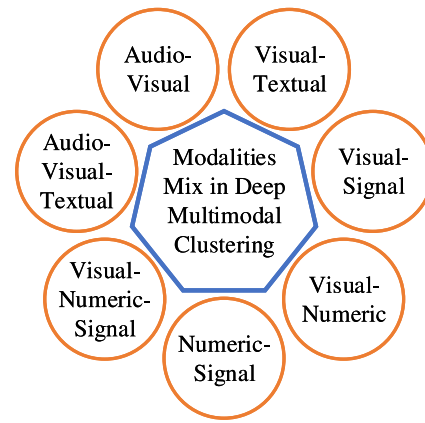 Audio-
Visual
Visual-
Textual
Audio-
Visual-
Textual
Modalities
Mix in Deep
Multimodal
Clustering
Visual-
Signal
Visual-
Numeric-
Signal
Visual-
Numeric
Numeric-
Signal